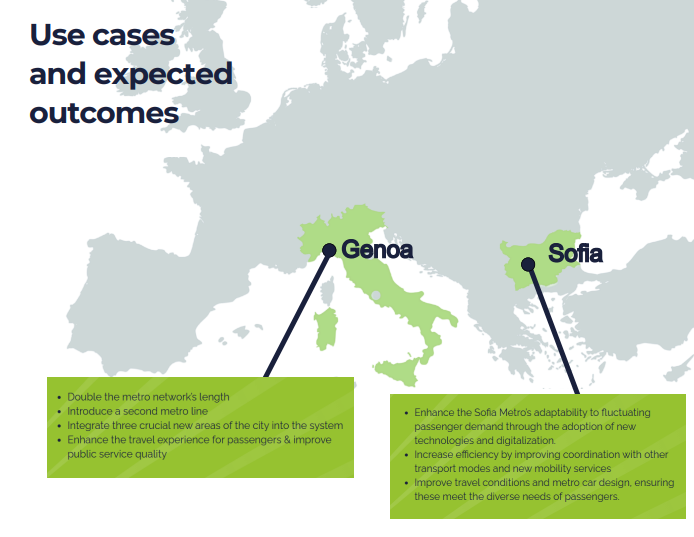 Use cases
and expected
outcomes
Genoa
Sofia
• Double the metro network's length
• Introduce a second metro line
• Integrate three crucial new areas of the city into the system
• Enhance the travel experience for passengers & improve
public service quality
• Enhance the Sofia Metro's adaptability to fluctuating
passenger demand through the adoption of new
technologies and digitalization.
• Increase efficiency by improving coordination with other
transport modes and new mobility services
• Improve travel conditions and metro car design, ensuring
these meet the diverse needs of passengers.